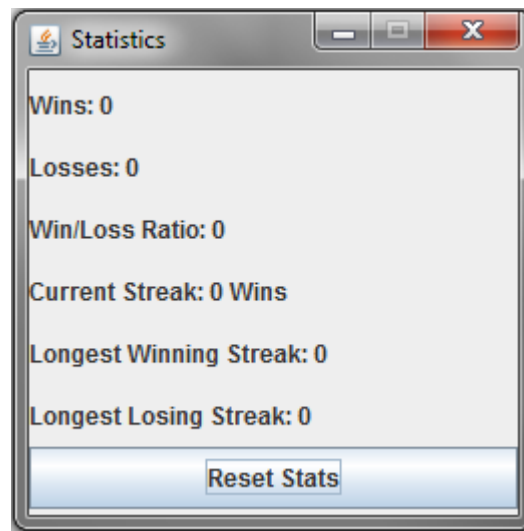 Statistics
Wins: 0
Losses: 0
Win/Loss Ratio: 0
Current Streak: 0 Wins
Longest Winning Streak: 0
Longest Losing Streak: 0
Reset Stats